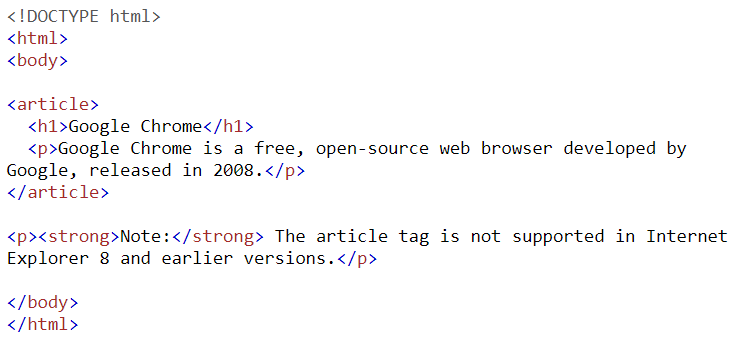 <!DOCTYPE html>
<html>
<body>
<article>
<h1>Google Chrome</h1>
<p>Google Chrome is a free, open-source web browser developed by
Google, released in 2008.</p>
</article>
<p><strong>Note:</strong> The article tag is not supported in Internet
Explorer 8 and earlier versions.</p>
</body>
</html>